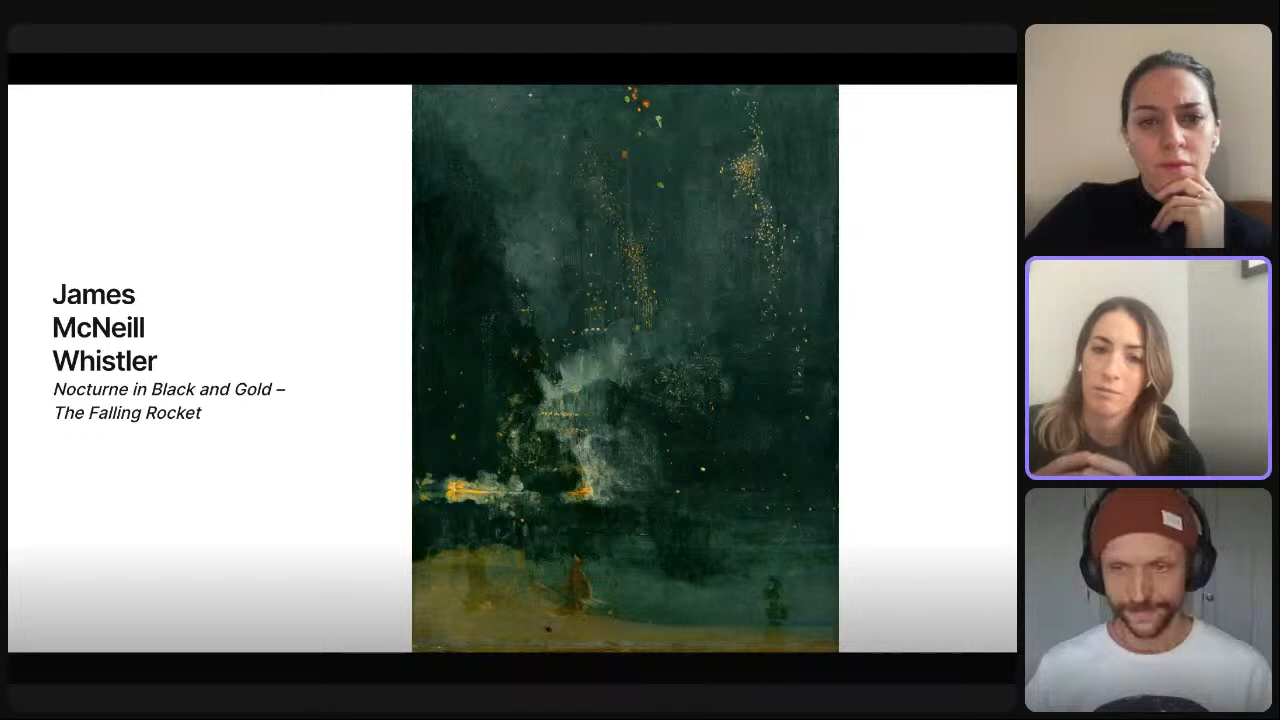 James
McNeill
Whistler
Nocturne in Black and Gold –
The Falling Rocket